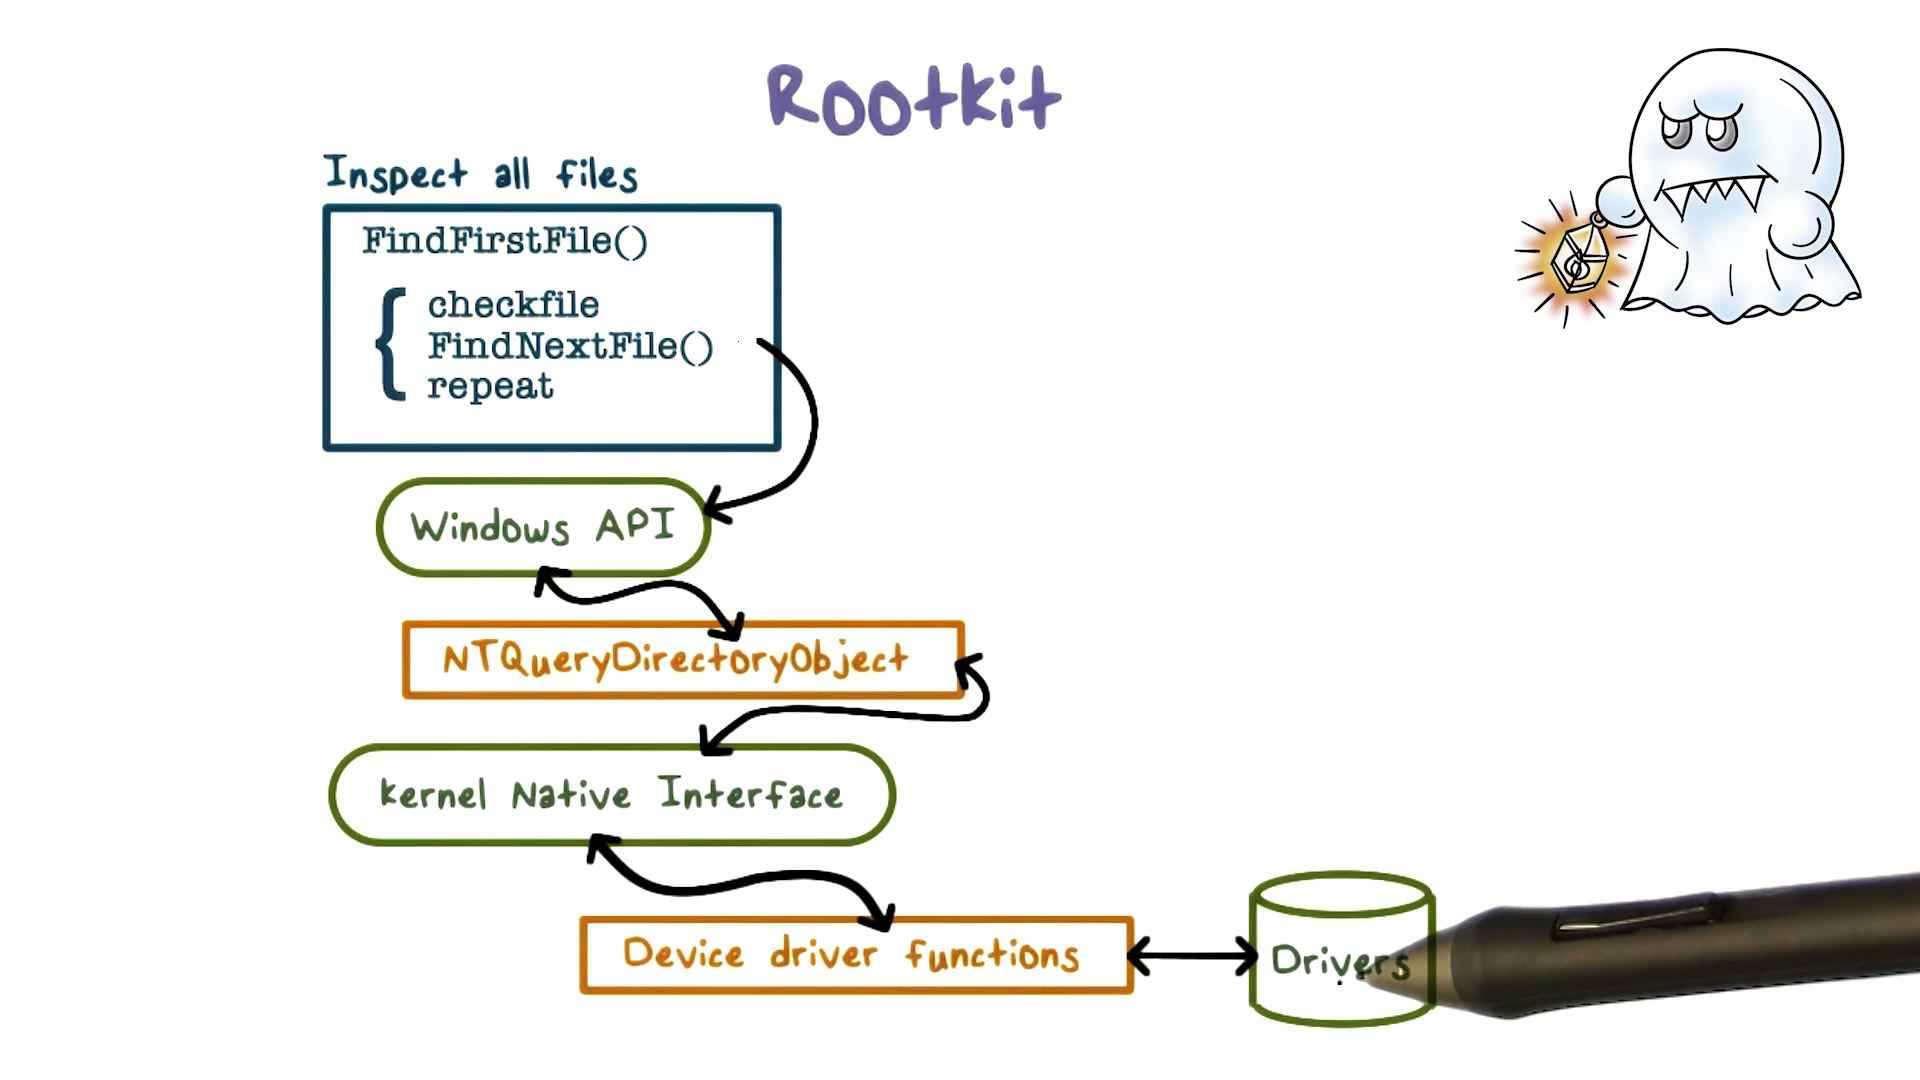 Rootkit
Inspect all files
FindFirstFile()
{ checkfile
FindNextFile()
repeat
Windows API
NTQueryDirectoryObject
Kernel Native Interface
Device driver functions
Drivers